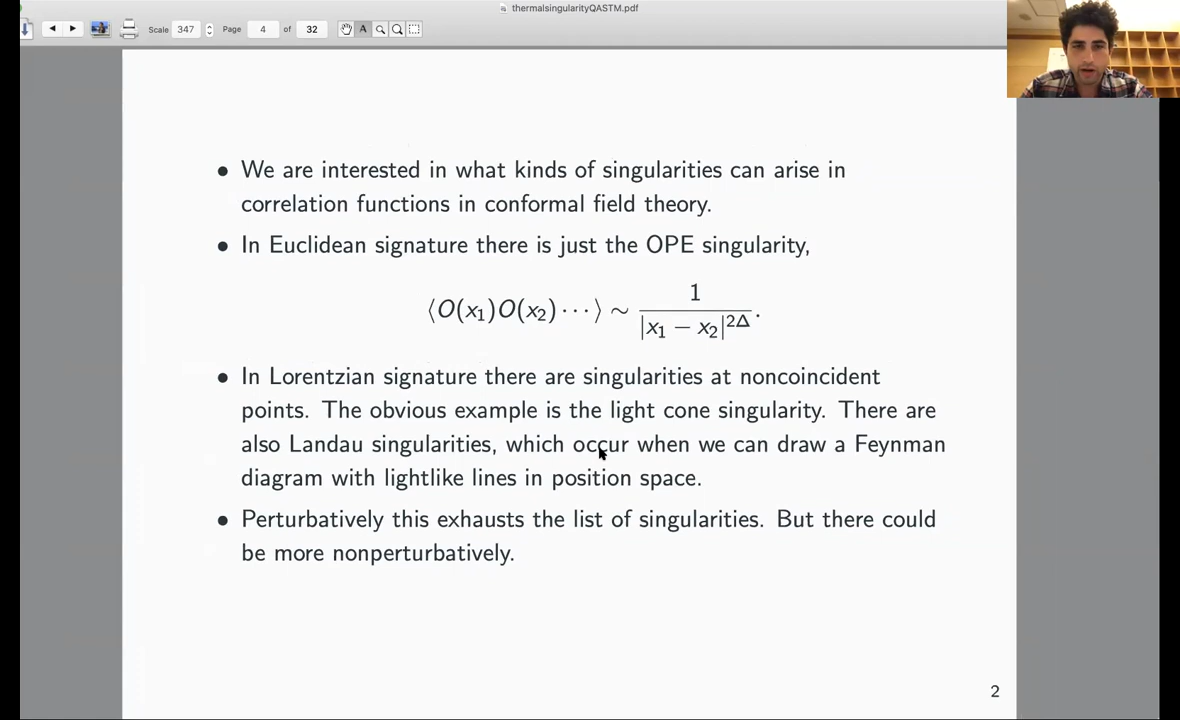 thermalsingularityQASTM.pdf
Scale 347 Page 4 of 32
A
• We are interested in what kinds of singularities can arise in
correlation functions in conformal field theory.
• In Euclidean signature there is just the OPE singularity,
⟨O(x₁)O(x₂)⋯⟩ ∼ 1 / |x₁ − x₂|^{2Δ}.
• In Lorentzian signature there are singularities at noncoincident
points. The obvious example is the light cone singularity. There are
also Landau singularities, which occur when we can draw a Feynman
diagram with lightlike lines in position space.
• Perturbatively this exhausts the list of singularities. But there could
be more nonperturbatively.
2